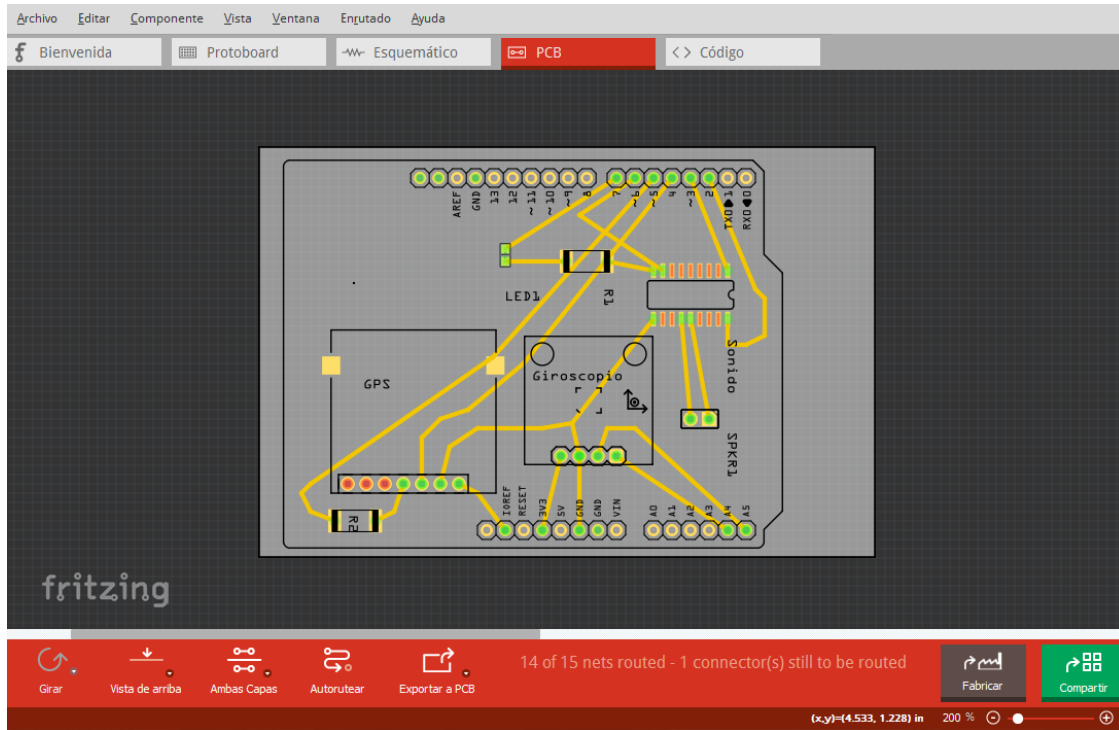 Archivo Editar Componente Vista Ventana Enrutado Ayuda
Bienvenida Protoboard Esquemático PCB Código
AREF GND 13 12 ~11 ~10 ~9 8 7 ~6 ~5 4 ~3 2 TX0 1 RX0 0
LED1
R1
Sonido
GPS
Giroscopio
SPKR1
R2
IOREF RESET 3V3 5V GND GND VIN A0 A1 A2 A3 A4 A5
fritzing
14 of 15 nets routed - 1 connector(s) still to be routed
Girar Vista de arriba Ambas Capas Autorutear Exportar a PCB Fabricar Compartir
(x,y)=(4.533, 1.228) in 200 %